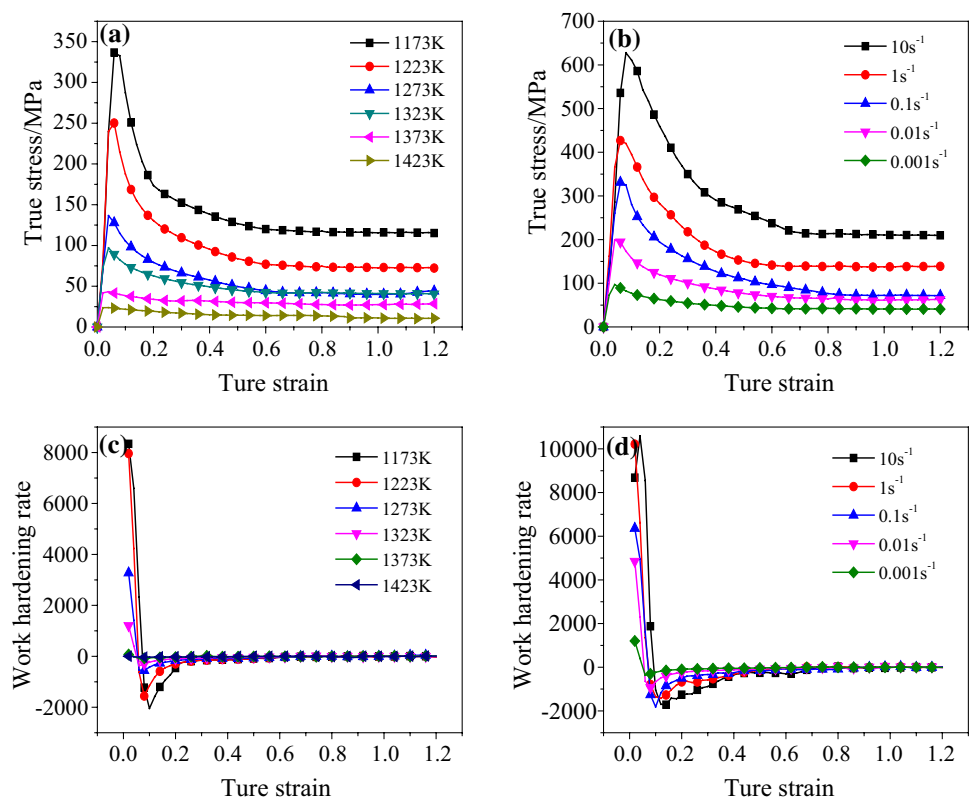 (a)
1173K
1223K
1273K
1323K
1373K
1423K
350
300
250
200
150
100
50
0
0.0 0.2 0.4 0.6 0.8 1.0 1.2
True stress/MPa
Ture strain
(b)
10s⁻¹
1s⁻¹
0.1s⁻¹
0.01s⁻¹
0.001s⁻¹
700
600
500
400
300
200
100
0
0.0 0.2 0.4 0.6 0.8 1.0 1.2
True stress/MPa
Ture strain
(c)
1173K
1223K
1273K
1323K
1373K
1423K
8000
6000
4000
2000
0
-2000
0.0 0.2 0.4 0.6 0.8 1.0 1.2
Work hardening rate
Ture strain
(d)
10s⁻¹
1s⁻¹
0.1s⁻¹
0.01s⁻¹
0.001s⁻¹
10000
8000
6000
4000
2000
0
-2000
0.0 0.2 0.4 0.6 0.8 1.0 1.2
Work hardening rate
Ture strain